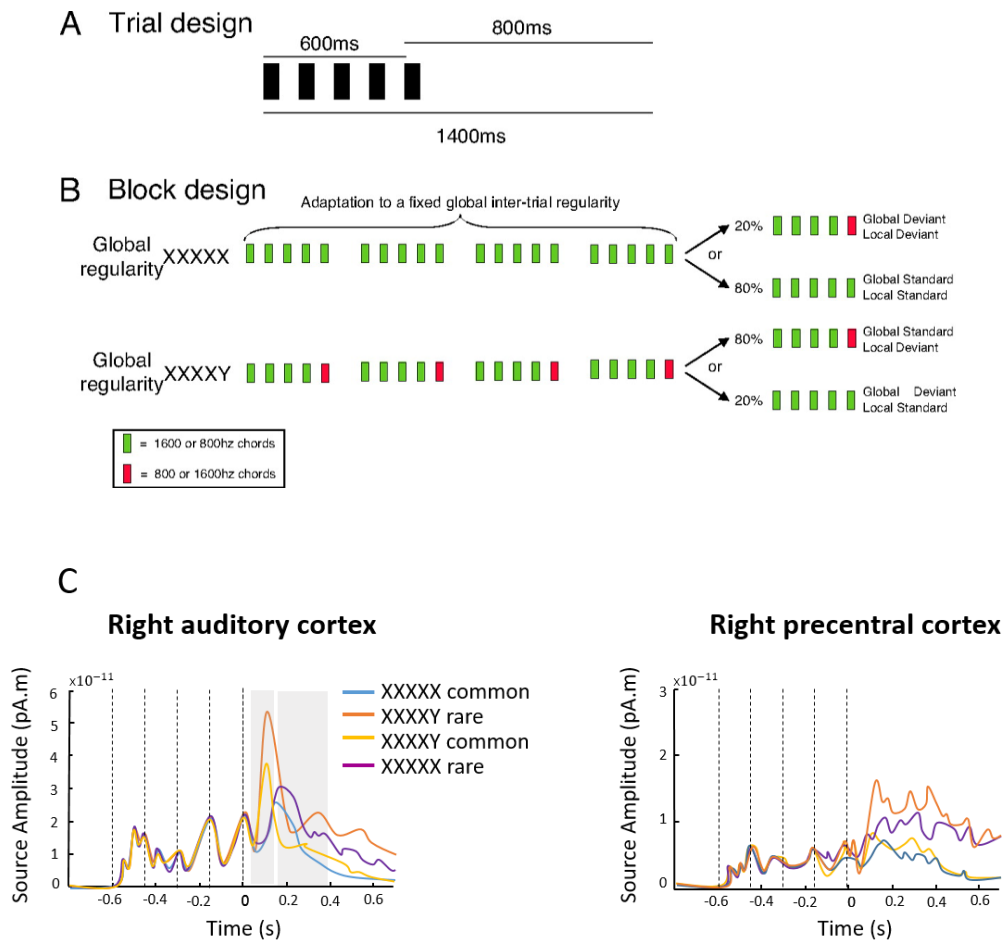 A Trial design
800ms
600ms
1400ms
B Block design
Adaptation to a fixed global inter-trial regularity
Global
regularity XXXXX
20%
Global Deviant
Local Deviant
or
80%
Global Standard
Local Standard
Global
regularity XXXXY
80%
Global Standard
Local Deviant
or
20%
Global Deviant
Local Standard
= 1600 or 800hz chords
= 800 or 1600hz chords
C
Right auditory cortex
x10⁻¹¹
Source Amplitude (pA.m)
6
5
4
3
2
1
0
-0.6 -0.4 -0.2 0 0.2 0.4 0.6
Time (s)
XXXXX common
XXXXY rare
XXXXY common
XXXXX rare
Right precentral cortex
x10⁻¹¹
Source Amplitude (pA.m)
3
2
1
0
-0.6 -0.4 -0.2 0 0.2 0.4 0.6
Time (s)